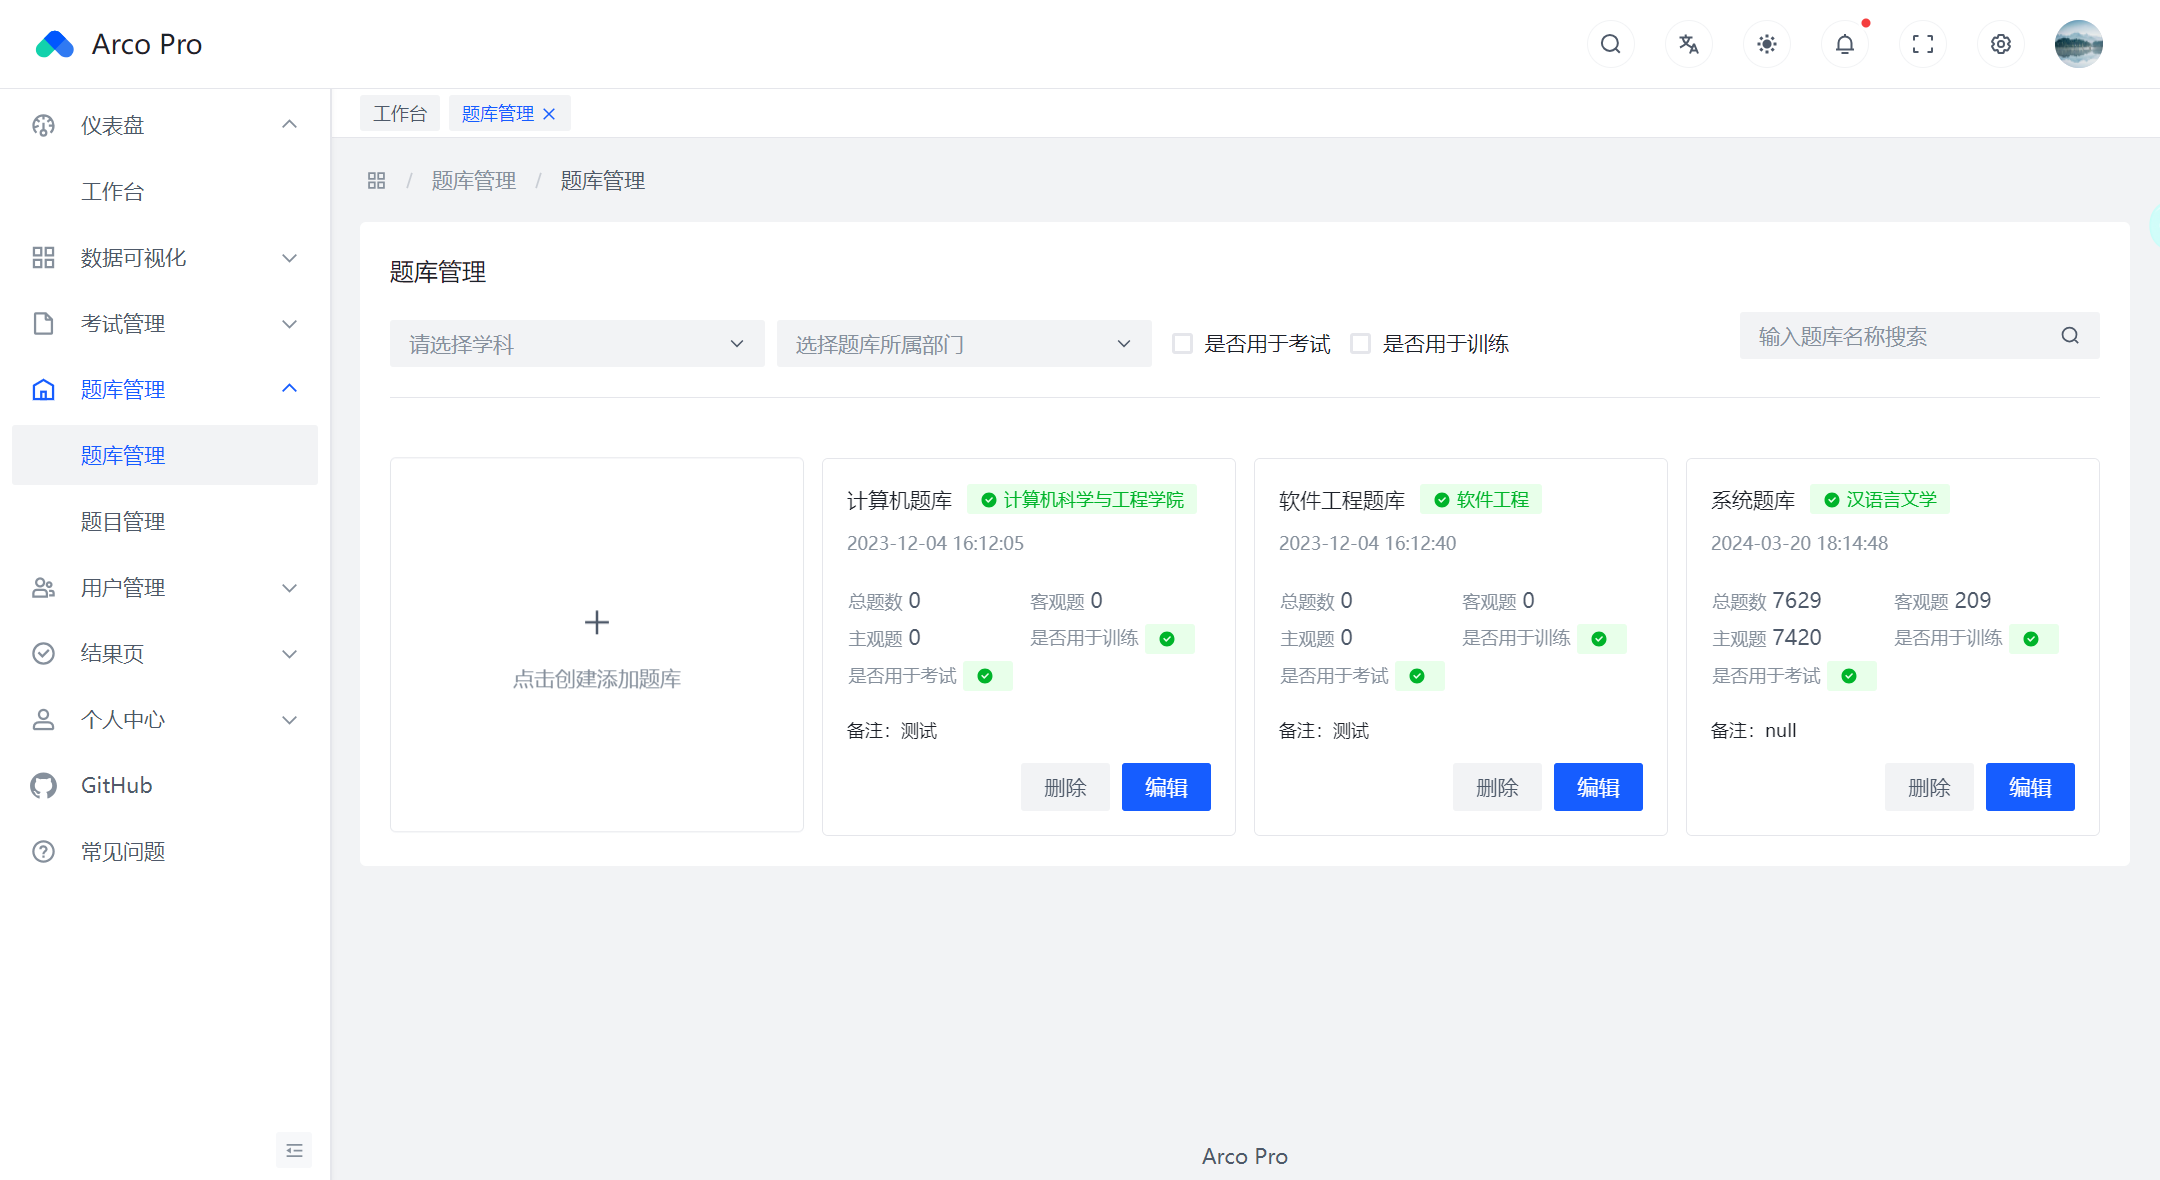 Arco Pro
工作台
题库管理
仪表盘
工作台
数据可视化
考试管理
题库管理
题库管理
题目管理
用户管理
结果页
个人中心
GitHub
常见问题
/ 题库管理 / 题库管理
题库管理
请选择学科
选择题库所属部门
是否用于考试
是否用于训练
输入题库名称搜索
点击创建添加题库
计算机题库 计算机科学与工程学院
2023-12-04 16:12:05
总题数 0 客观题 0
主观题 0 是否用于训练
是否用于考试
备注：测试
删除 编辑
软件工程题库 软件工程
2023-12-04 16:12:40
总题数 0 客观题 0
主观题 0 是否用于训练
是否用于考试
备注：测试
删除 编辑
系统题库 汉语言文学
2024-03-20 18:14:48
总题数 7629 客观题 209
主观题 7420 是否用于训练
是否用于考试
备注：null
删除 编辑
Arco Pro